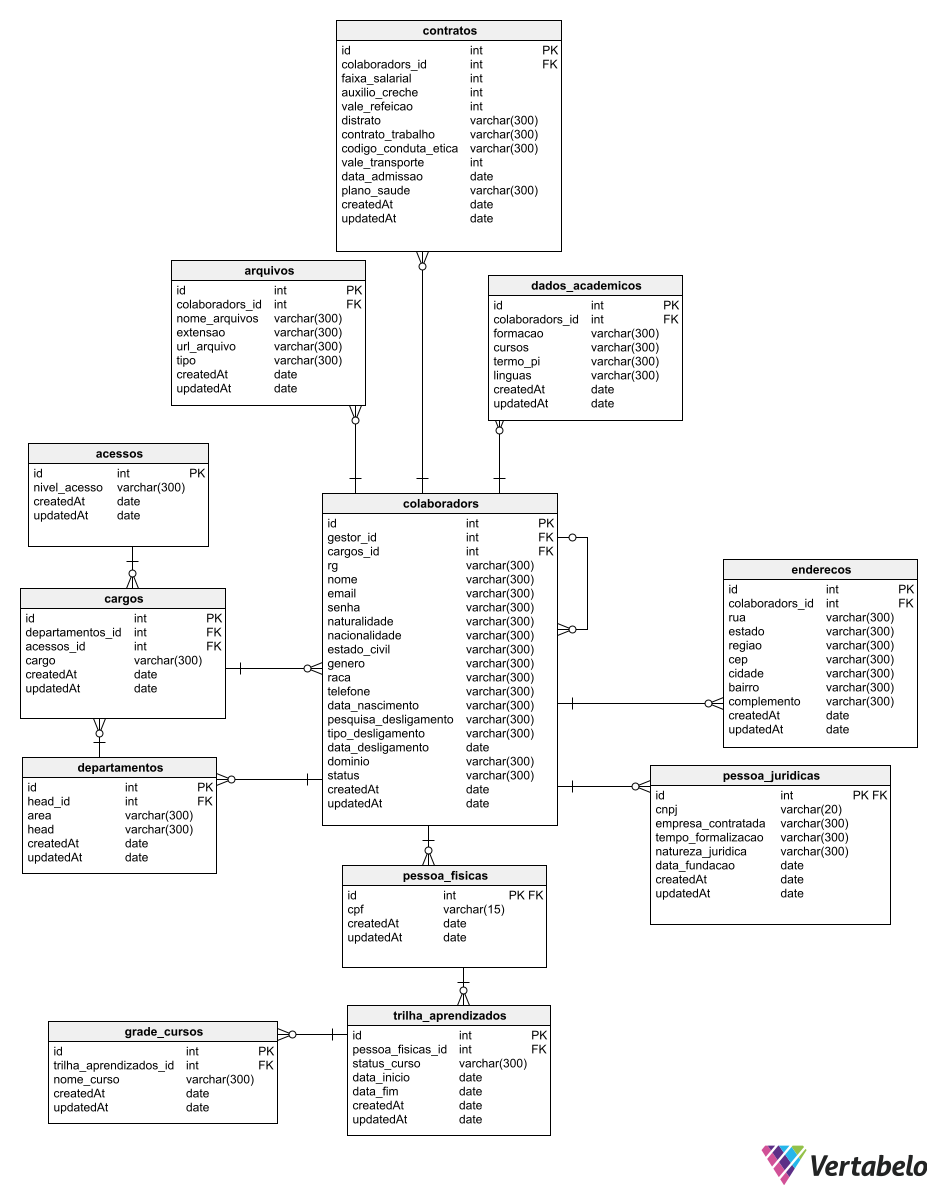 contratos
id int PK
colaboradors_id int FK
faixa_salarial int
auxilio_creche int
vale_refeicao int
distrato varchar(300)
contrato_trabalho varchar(300)
codigo_conduta_etica varchar(300)
vale_transporte int
data_admissao date
plano_saude varchar(300)
createdAt date
updatedAt date
arquivos
id int PK
colaboradors_id int FK
nome_arquivos varchar(300)
extensao varchar(300)
url_arquivo varchar(300)
tipo varchar(300)
createdAt date
updatedAt date
dados_academicos
id int PK
colaboradors_id int FK
formacao varchar(300)
cursos varchar(300)
termo_pi varchar(300)
linguas varchar(300)
createdAt date
updatedAt date
acessos
id int PK
nivel_acesso varchar(300)
createdAt date
updatedAt date
colaboradors
id int PK
gestor_id int FK
cargos_id int FK
rg varchar(300)
nome varchar(300)
email varchar(300)
senha varchar(300)
naturalidade varchar(300)
nacionalidade varchar(300)
estado_civil varchar(300)
genero varchar(300)
raca varchar(300)
telefone varchar(300)
data_nascimento varchar(300)
pesquisa_desligamento varchar(300)
tipo_desligamento varchar(300)
data_desligamento date
dominio varchar(300)
status varchar(300)
createdAt date
updatedAt date
enderecos
id int PK
colaboradors_id int FK
rua varchar(300)
estado varchar(300)
regiao varchar(300)
cep varchar(300)
cidade varchar(300)
bairro varchar(300)
complemento varchar(300)
createdAt date
updatedAt date
cargos
id int PK
departamentos_id int FK
acessos_id int FK
cargo varchar(300)
createdAt date
updatedAt date
departamentos
id int PK
head_id int FK
area varchar(300)
head varchar(300)
createdAt date
updatedAt date
pessoa_juridicas
id int PK FK
cnpj varchar(20)
empresa_contratada varchar(300)
tempo_formalizacao varchar(300)
natureza_juridica varchar(300)
data_fundacao date
createdAt date
updatedAt date
pessoa_fisicas
id int PK FK
cpf varchar(15)
createdAt date
updatedAt date
trilha_aprendizados
id int PK
pessoa_fisicas_id int FK
status_curso varchar(300)
data_inicio date
data_fim date
createdAt date
updatedAt date
grade_cursos
id int PK
trilha_aprendizados_id int FK
nome_curso varchar(300)
createdAt date
updatedAt date
Vertabelo